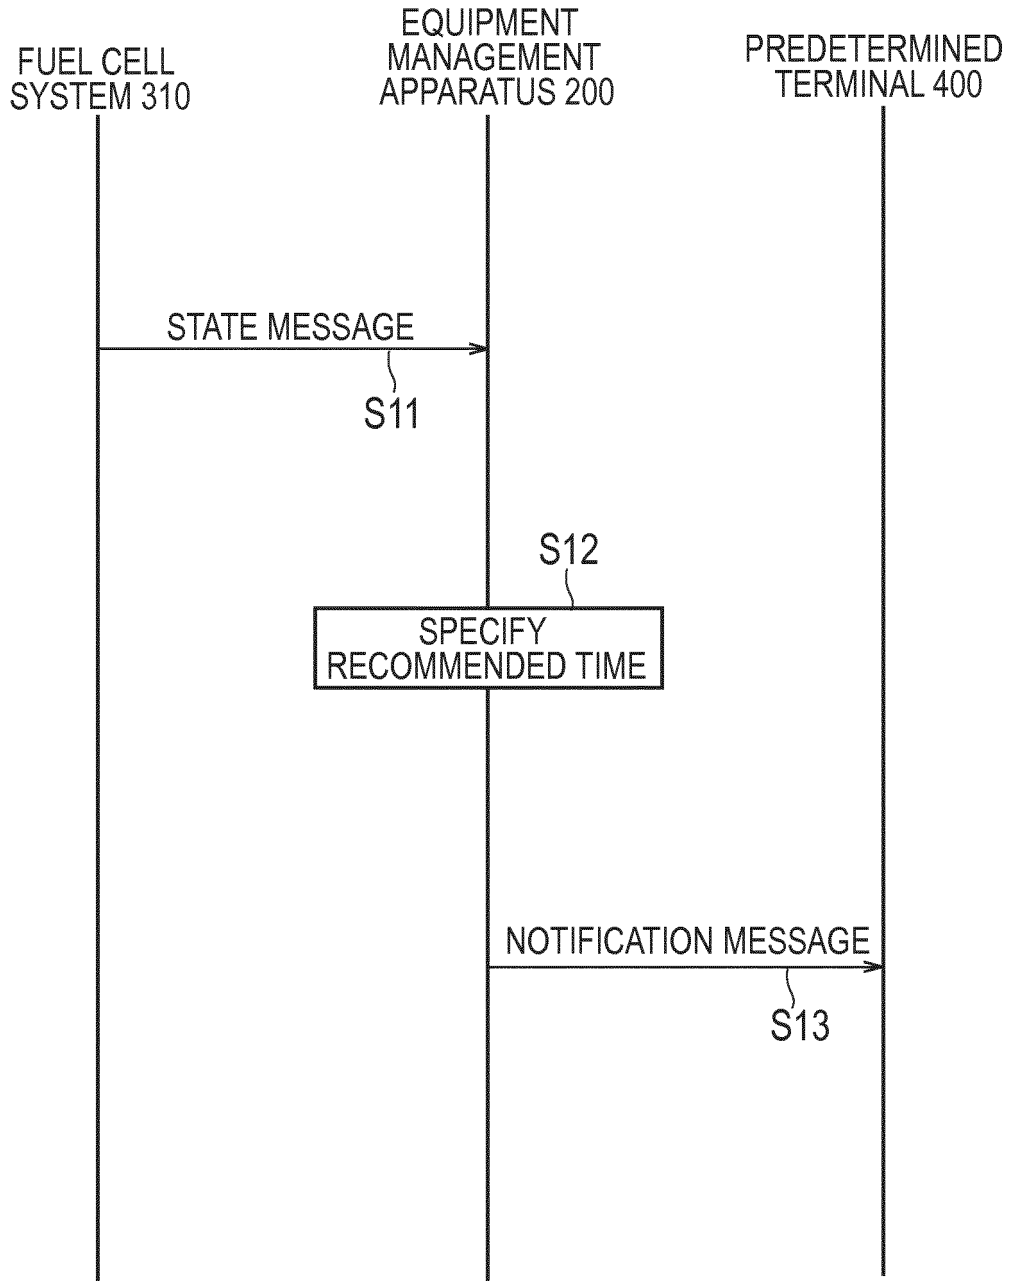 FUEL CELL
SYSTEM 310
EQUIPMENT
MANAGEMENT
APPARATUS 200
PREDETERMINED
TERMINAL 400
STATE MESSAGE
S11
S12
SPECIFY
RECOMMENDED TIME
NOTIFICATION MESSAGE
S13